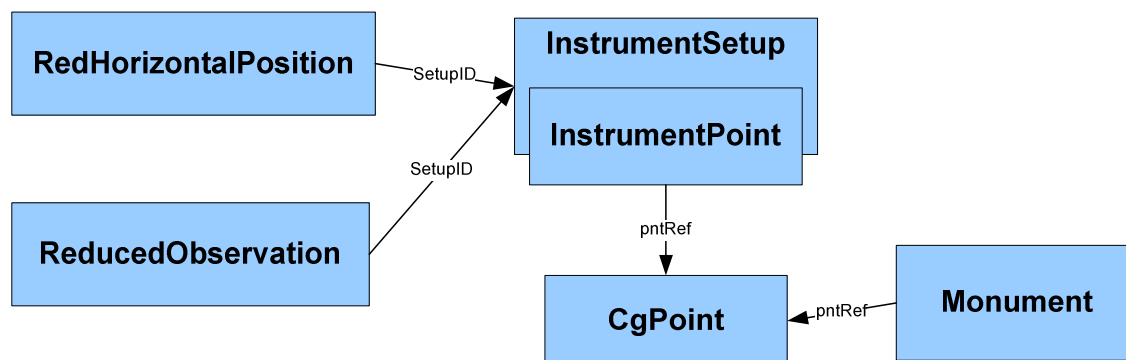 RedHorizontalPosition
InstrumentSetup
SetupID
InstrumentPoint
SetupID
ReducedObservation
pntRef
CgPoint
pntRef
Monument